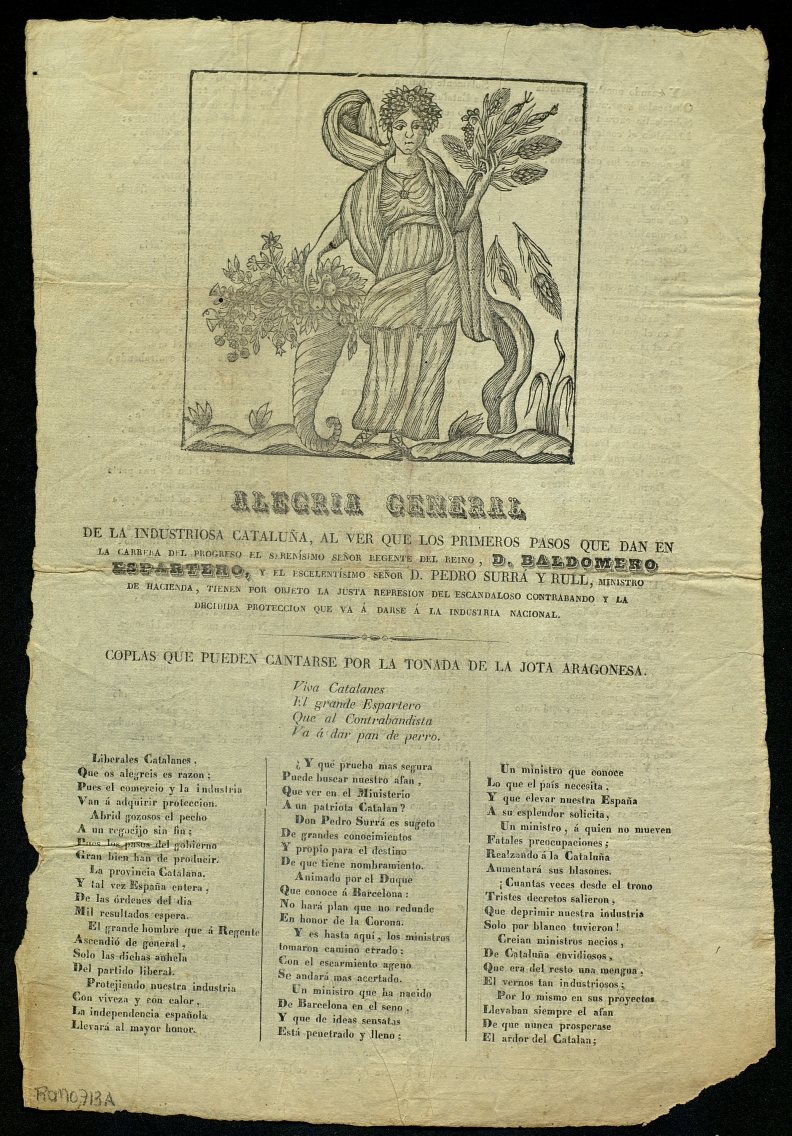 ALEGRIA GENERAL
DE LA INDUSTRIOSA CATALUÑA, AL VER QUE LOS PRIMEROS PASOS QUE DAN EN
LA CARRERA DEL PROGRESO EL SERENÍSIMO SEÑOR REGENTE DEL REINO, D. BALDOMERO
ESPARTERO, Y EL ESCELENTÍSIMO SEÑOR D. PEDRO SURRÁ Y RULL, MINISTRO
DE HACIENDA, TIENEN POR OBJETO LA JUSTA REPRESION DEL ESCANDALOSO CONTRABANDO Y LA
DECIDIDA PROTECCION QUE VA Á DARSE Á LA INDUSTRIA NACIONAL.
COPLAS QUE PUEDEN CANTARSE POR LA TONADA DE LA JOTA ARAGONESA.
Viva Catalanes
El grande Espartero
Que al Contrabandista
Va á dar pan de perro.
Liberales Catalanes,
Que os alegreis es razon;
Pues el comercio y la industria
Van á adquirir proteccion.
Abrid gozosos el pecho
A un regocijo sin fin;
Pues los pasos del gobierno
Gran bien han de producir.
La provincia Catalana,
Y tal vez España entera,
De las órdenes del dia
Mil resultados espera.
El grande hombre que á Regente
Ascendió de general,
Solo las dichas anhela
Del partido liberal.
Protejiendo nuestra industria
Con viveza y con calor,
La independencia española
Llevará al mayor honor.
¿Y qué prueba mas segura
Puede buscar nuestro afan,
Que ver en el Ministerio
A un patriota Catalan?
Don Pedro Surrá es sugeto
De grandes conocimientos
Y propio para el destino
De que tiene nombramiento.
Animado por el Duque
Que conoce á Barcelona:
No hará plan que no redunde
En honor de la Corona.
Y es hasta aquí, los ministros
tomaron camino errado;
Con el escarmiento ageno
Se andará mas acertado.
Un ministro que ha nacido
De Barcelona en el seno,
Y que de ideas sensatas
Está penetrado y lleno;
Un ministro que conoce
Lo que el país necesita,
Y que elevar nuestra España
A su esplendor solicita,
Un ministro, á quien no mueven
Fatales preocupaciones;
Realzando á la Cataluña
Aumentará sus blasones.
¡Cuantas veces desde el trono
Tristes decretos salieron,
Que deprimir nuestra industria
Solo por blanco tuvieron!
Creian ministros necios,
De Cataluña envidiosos,
Que era del resto una mengua,
El vernos tan industriosos;
Por lo mismo en sus proyectos
Llevaban siempre el afan
De que nunca prosperase
El ardor del Catalan;